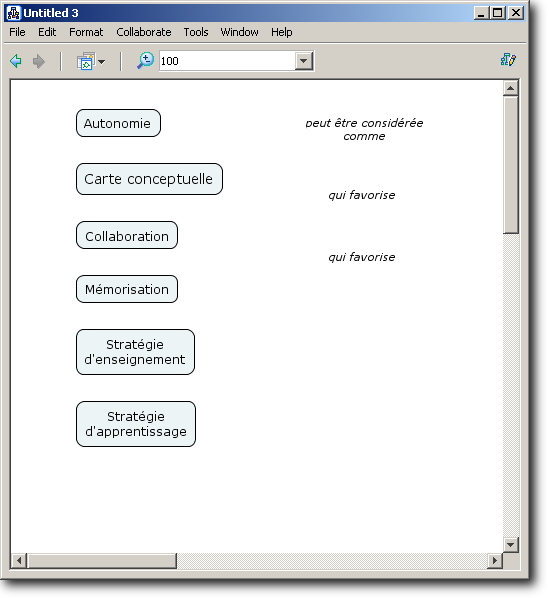 Untitled 3
File Edit Format Collaborate Tools Window Help
100
Autonomie
peut être considérée
comme
Carte conceptuelle
qui favorise
Collaboration
qui favorise
Mémorisation
Stratégie
d'enseignement
Stratégie
d'apprentissage